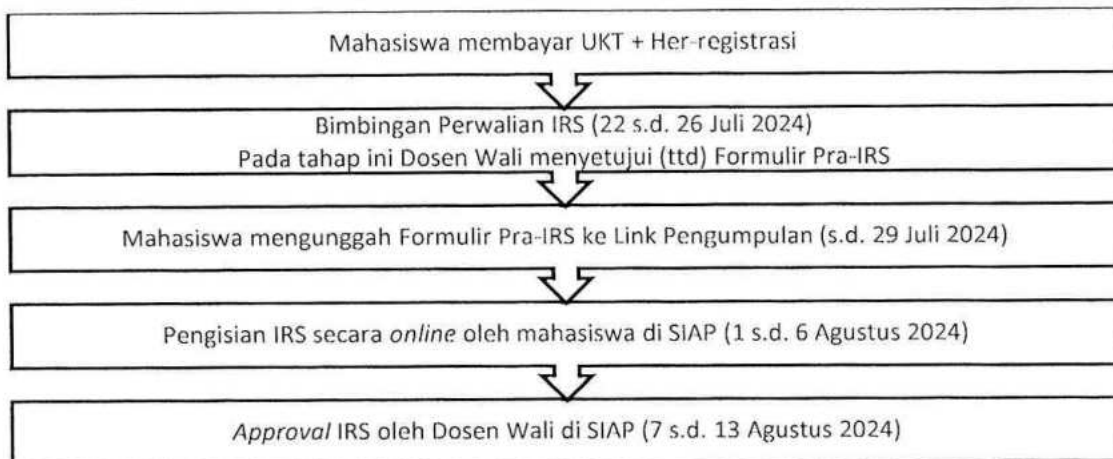 Mahasiswa membayar UKT + Her-registrasi
Bimbingan Perwalian IRS (22 s.d. 26 Juli 2024)
Pada tahap ini Dosen Wali menyetujui (ttd) Formulir Pra-IRS
Mahasiswa mengunggah Formulir Pra-IRS ke Link Pengumpulan (s.d. 29 Juli 2024)
Pengisian IRS secara online oleh mahasiswa di SIAP (1 s.d. 6 Agustus 2024)
Approval IRS oleh Dosen Wali di SIAP (7 s.d. 13 Agustus 2024)